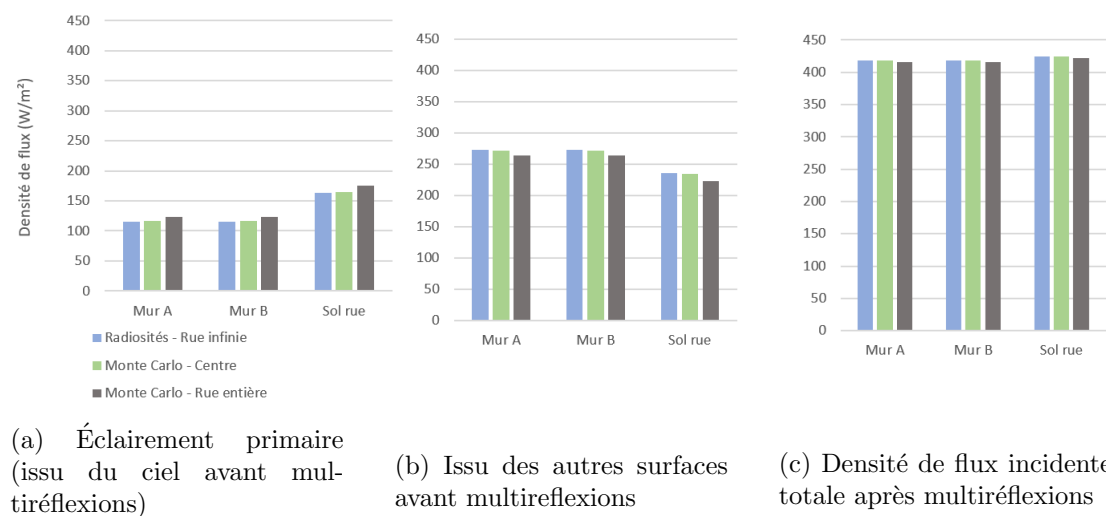 Densité de flux (W/m²)
450
400
350
300
250
200
150
100
50
0
Mur A
Mur B
Sol rue
Radiosités - Rue infinie
Monte Carlo - Centre
Monte Carlo - Rue entière
450
400
350
300
250
200
150
100
50
0
Mur A
Mur B
Sol rue
450
400
350
300
250
200
150
100
50
0
Mur A
Mur B
Sol rue
(a) Éclairement primaire
(issu du ciel avant mul-
tiréflexions)
(b) Issu des autres surfaces
avant multireflexions
(c) Densité de flux incidente
totale après multiréflexions